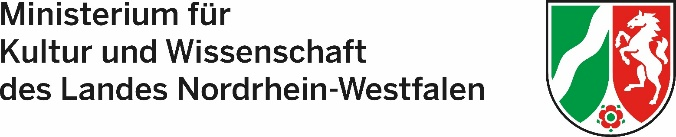 Ministerium für
Kultur und Wissenschaft
des Landes Nordrhein-Westfalen